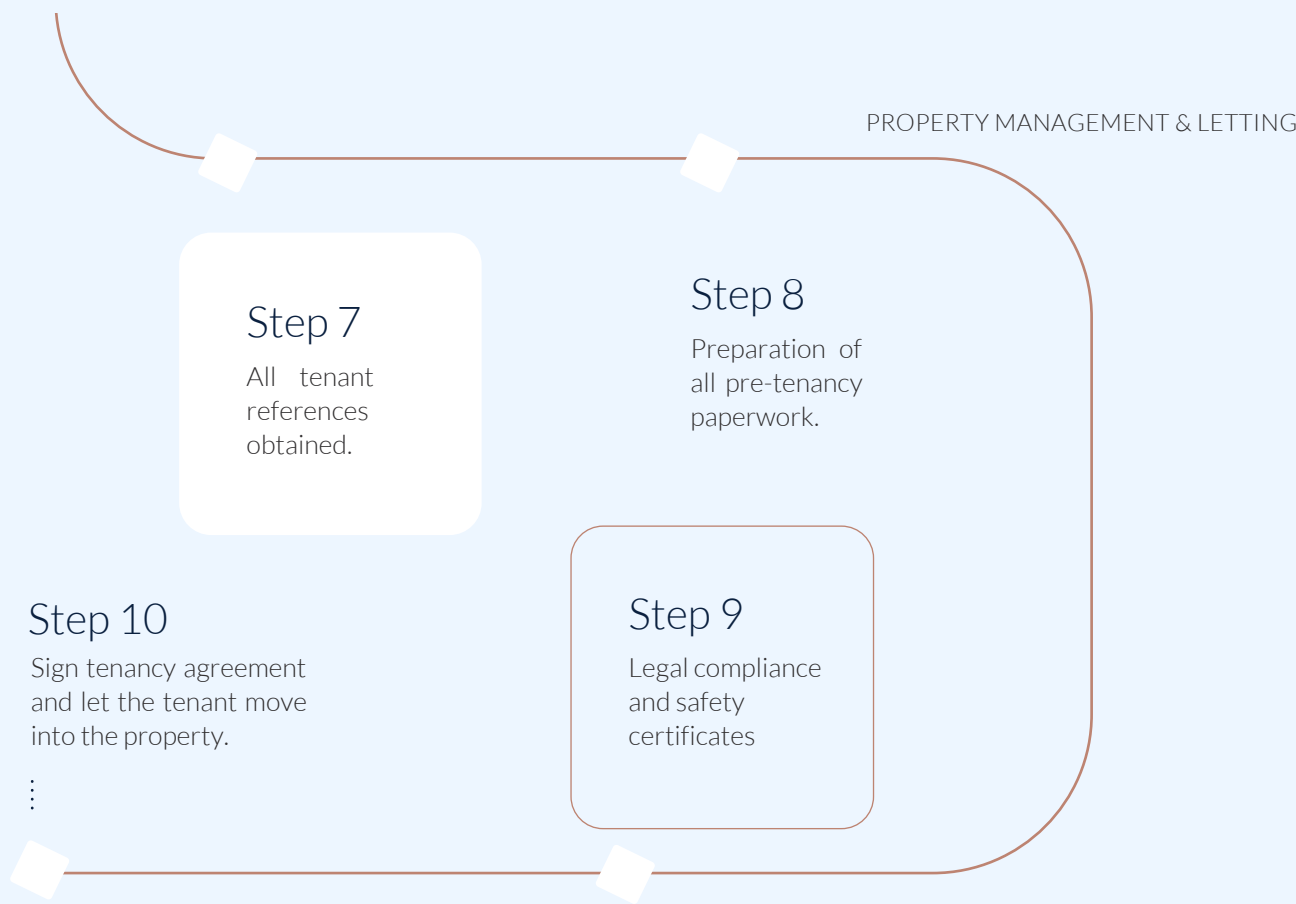 PROPERTY MANAGEMENT & LETTING
Step 7
All tenant
references
obtained.
Step 8
Preparation of
all pre-tenancy
paperwork.
Step 9
Legal compliance
and safety
certificates
Step 10
Sign tenancy agreement
and let the tenant move
into the property.